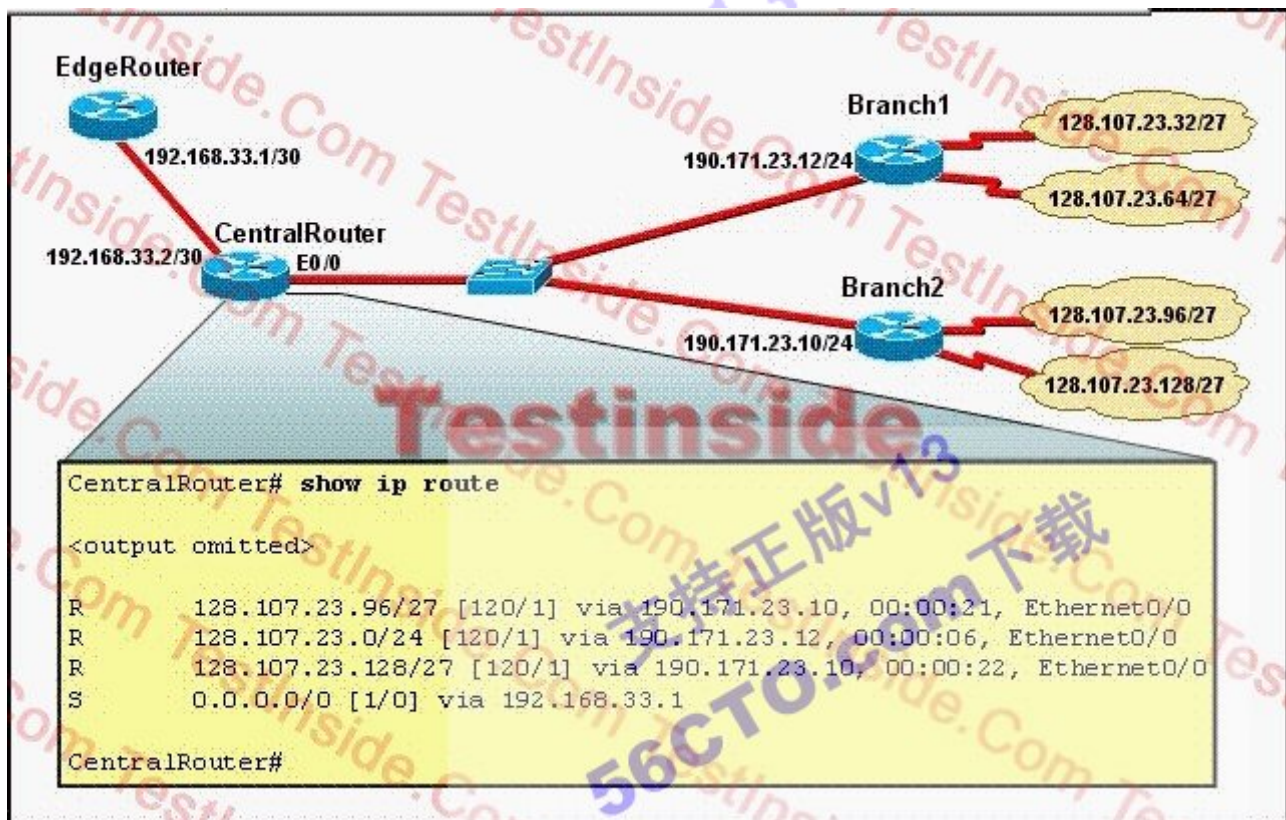 EdgeRouter
192.168.33.1/30
Branch1
128.107.23.32/27
190.171.23.12/24
128.107.23.64/27
CentralRouter
192.168.33.2/30
E0/0
Branch2
128.107.23.96/27
190.171.23.10/24
128.107.23.128/27
Testinside
CentralRouter# show ip route
<output omitted>
R 128.107.23.96/27 [120/1] via 190.171.23.10, 00:00:21, Ethernet0/0
R 128.107.23.0/24 [120/1] via 190.171.23.12, 00:00:06, Ethernet0/0
R 128.107.23.128/27 [120/1] via 190.171.23.10, 00:00:22, Ethernet0/0
S 0.0.0.0/0 [1/0] via 192.168.33.1
CentralRouter#
支持正版v13
56CTO.com下载
TestInside.Com TestInside.Com TestInside.Com